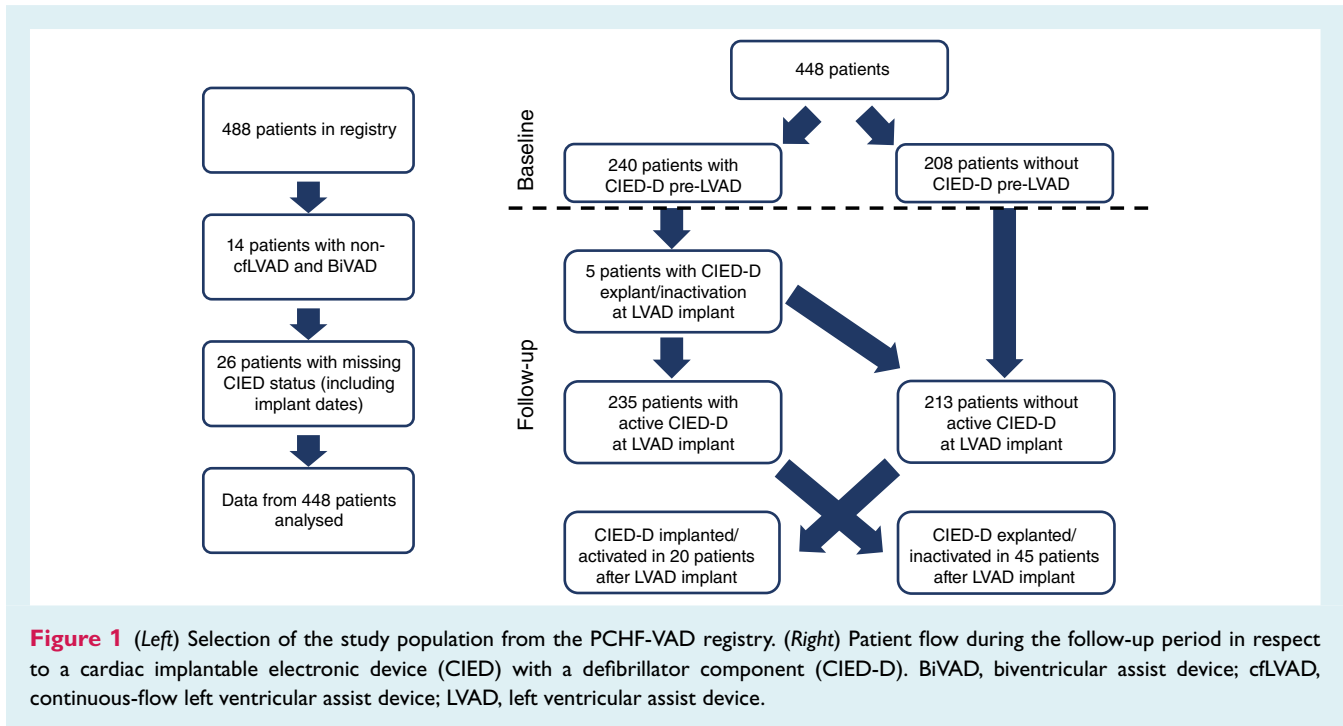 488 patients in registry
14 patients with non-
cfLVAD and BiVAD
26 patients with missing
CIED status (including
implant dates)
Data from 448 patients
analysed
448 patients
Baseline
240 patients with
CIED-D pre-LVAD
208 patients without
CIED-D pre-LVAD
Follow-up
5 patients with CIED-D
explant/inactivation
at LVAD implant
235 patients with
active CIED-D
at LVAD implant
213 patients without
active CIED-D
at LVAD implant
CIED-D implanted/
activated in 20 patients
after LVAD implant
CIED-D explanted/
inactivated in 45 patients
after LVAD implant
Figure 1 (Left) Selection of the study population from the PCHF-VAD registry. (Right) Patient flow during the follow-up period in respect
to a cardiac implantable electronic device (CIED) with a defibrillator component (CIED-D). BiVAD, biventricular assist device; cfLVAD,
continuous-flow left ventricular assist device; LVAD, left ventricular assist device.